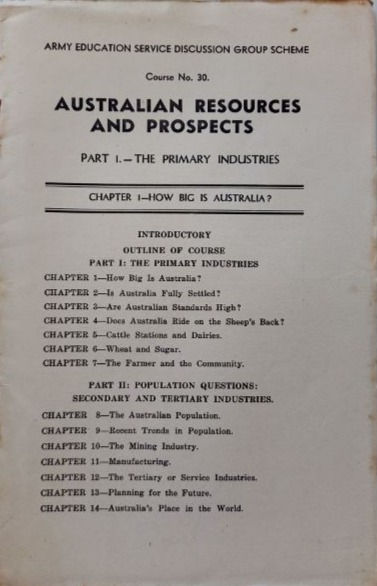 ARMY EDUCATION SERVICE DISCUSSION GROUP SCHEME
Course No. 30.
AUSTRALIAN RESOURCES
AND PROSPECTS
PART I.—THE PRIMARY INDUSTRIES
CHAPTER I—HOW BIG IS AUSTRALIA?
INTRODUCTORY
OUTLINE OF COURSE
PART I: THE PRIMARY INDUSTRIES
CHAPTER 1—How Big Is Australia?
CHAPTER 2—Is Australia Fully Settled?
CHAPTER 3—Are Australian Standards High?
CHAPTER 4—Does Australia Ride on the Sheep's Back?
CHAPTER 5—Cattle Stations and Dairies.
CHAPTER 6—Wheat and Sugar.
CHAPTER 7—The Farmer and the Community.
PART II: POPULATION QUESTIONS:
SECONDARY AND TERTIARY INDUSTRIES.
CHAPTER 8—The Australian Population.
CHAPTER 9—Recent Trends in Population.
CHAPTER 10—The Mining Industry.
CHAPTER 11—Manufacturing.
CHAPTER 12—The Tertiary or Service Industries.
CHAPTER 13—Planning for the Future.
CHAPTER 14—Australia's Place in the World.